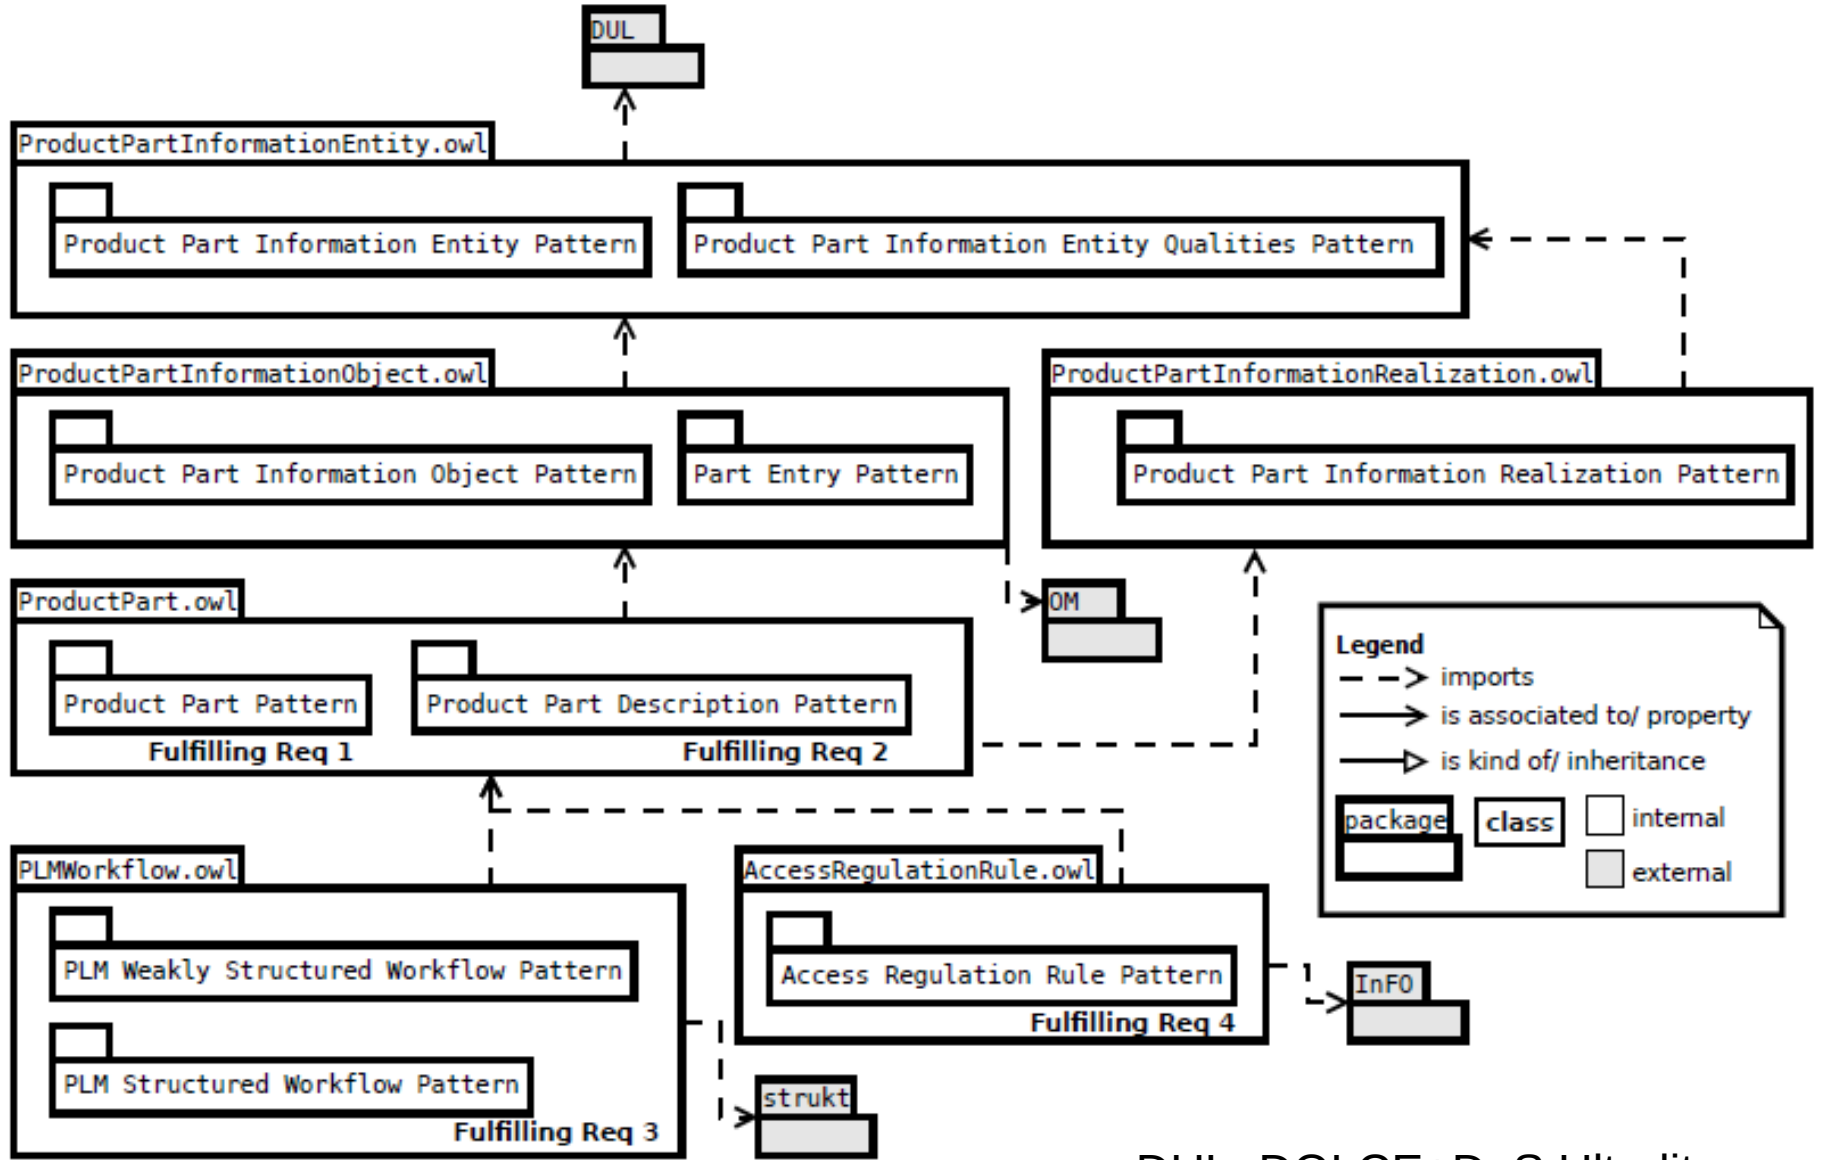 DUL
ProductPartInformationEntity.owl
Product Part Information Entity Pattern
Product Part Information Entity Qualities Pattern
ProductPartInformationObject.owl
ProductPartInformationRealization.owl
Product Part Information Object Pattern
Part Entry Pattern
Product Part Information Realization Pattern
ProductPart.owl
OM
Product Part Pattern
Product Part Description Pattern
Fulfilling Req 1
Fulfilling Req 2
Legend
imports
is associated to/ property
is kind of/ inheritance
package
class
internal
external
PLMWorkflow.owl
AccessRegulationRule.owl
PLM Weakly Structured Workflow Pattern
Access Regulation Rule Pattern
InFO
Fulfilling Req 4
PLM Structured Workflow Pattern
strukt
Fulfilling Req 3